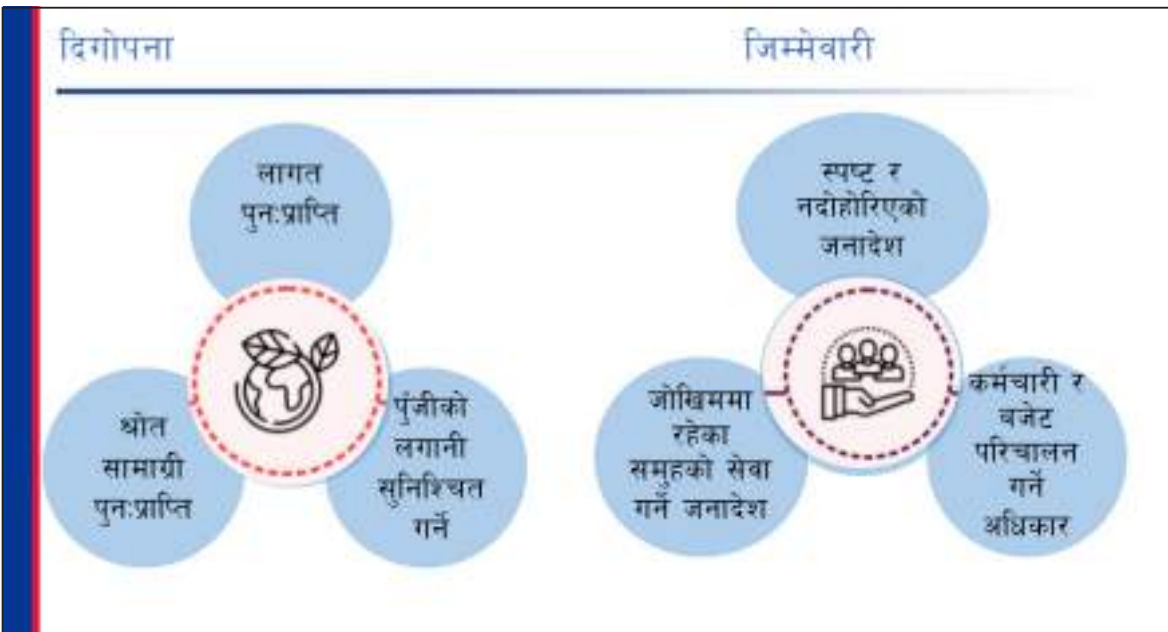 दिगोपना
लागत
पुन:प्राप्ति
श्रोत
सामाग्री
पुन:प्राप्ति
पुँजीको
लगानी
सुनिश्चित
गर्ने
जिम्मेवारी
स्पष्ट र
नदोहोरिएको
जनादेश
जोखिममा
रहेका
समुहको सेवा
गर्ने जनादेश
कर्मचारी र
बजेट
परिचालन
गर्ने
अधिकार